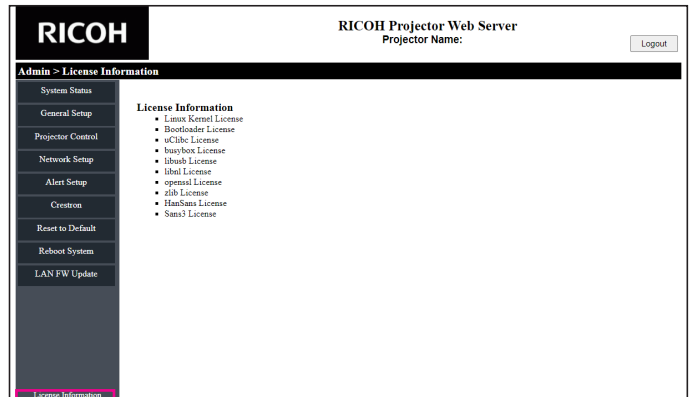 RICOH
RICOH Projector Web Server
Projector Name:
Logout
Admin > License Information
System Status
General Setup
Projector Control
Network Setup
Alert Setup
Crestron
Reset to Default
Reboot System
LAN FW Update
License Information
License Information
Linux Kernel License
Bootloader License
uClibc License
busybox License
libusb License
libnl License
openssl License
zlib License
HanSans License
Sans3 License